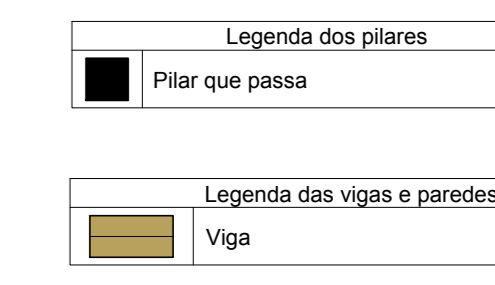 Legenda dos pilares
Pilar que passa
Legenda das vigas e paredes
Viga